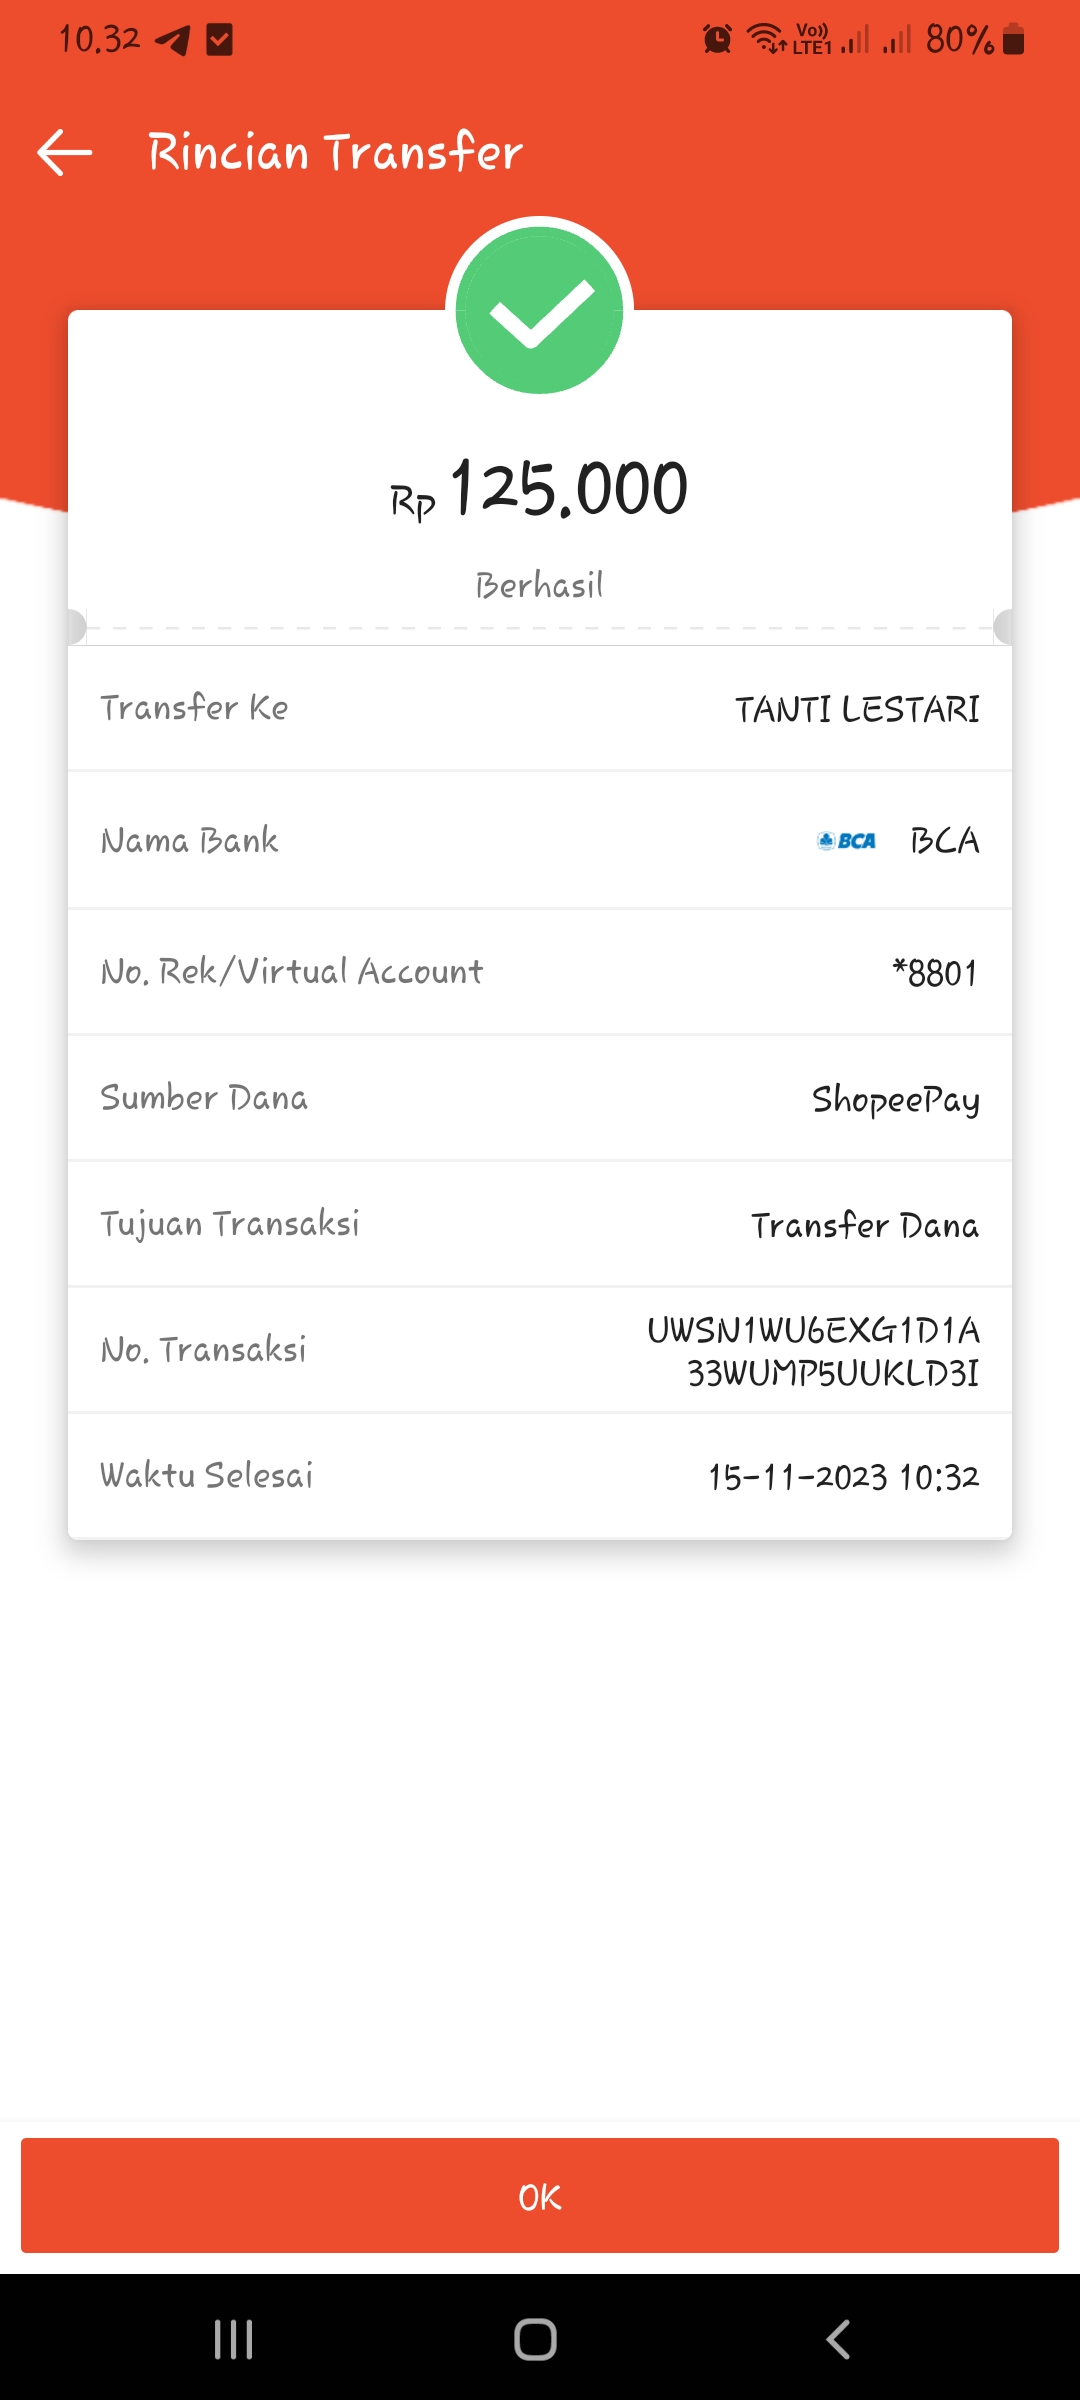 10.32
Vo)) LTE1 80%
Rincian Transfer
Rp 125.000
Berhasil
Transfer Ke TANTI LESTARI
Nama Bank BCA BCA
No. Rek/Virtual Account *8801
Sumber Dana ShopeePay
Tujuan Transaksi Transfer Dana
No. Transaksi UWSN1WU6EXG1D1A
33WUMP5UUKLD3I
Waktu Selesai 15-11-2023 10:32
OK